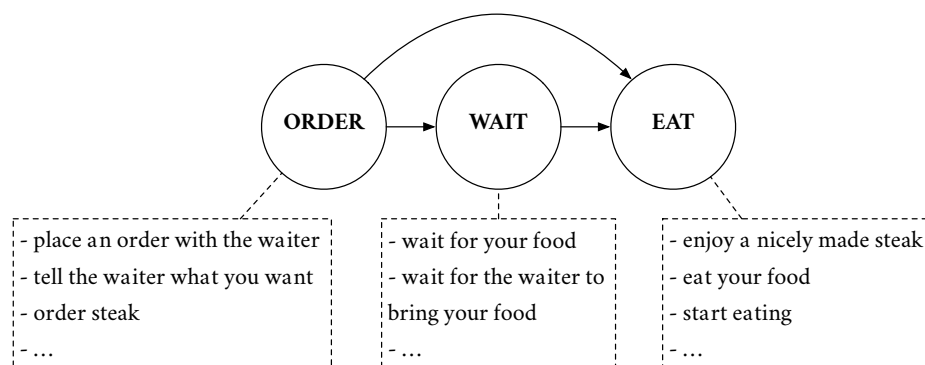 ORDER
WAIT
EAT
- place an order with the waiter
- tell the waiter what you want
- order steak
- ...
- wait for your food
- wait for the waiter to
bring your food
- ...
- enjoy a nicely made steak
- eat your food
- start eating
- ...